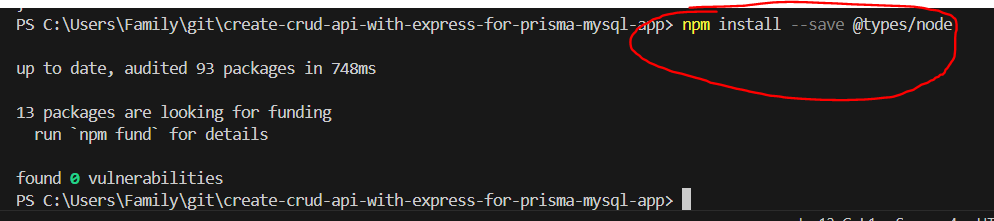 PS C:\Users\Family\git\create-crud-api-with-express-for-prisma-mysql-app> npm install --save @types/node
up to date, audited 93 packages in 748ms
13 packages are looking for funding
run `npm fund` for details
found 0 vulnerabilities
PS C:\Users\Family\git\create-crud-api-with-express-for-prisma-mysql-app>